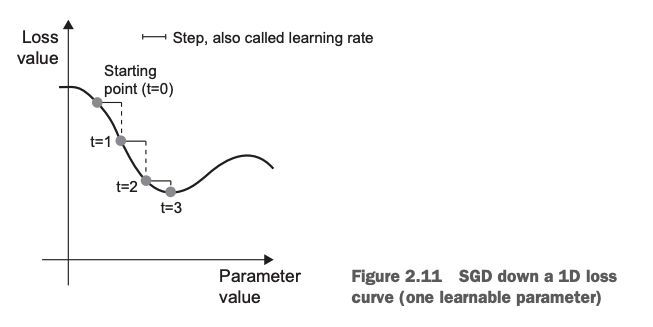 Loss
value
Step, also called learning rate
Starting
point (t=0)
t=1
t=2
t=3
Parameter
value
Figure 2.11 SGD down a 1D loss
curve (one learnable parameter)